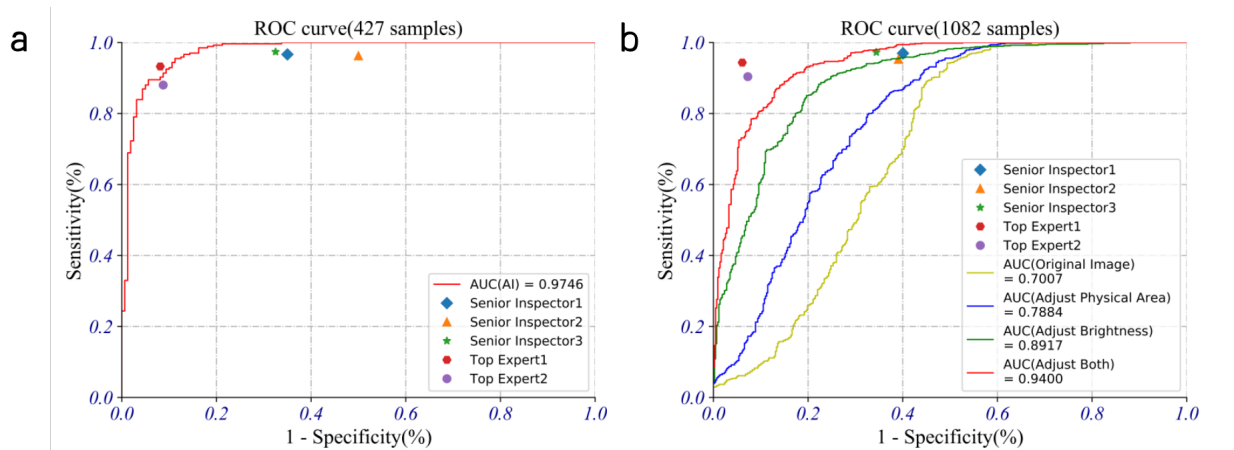 a
ROC curve(427 samples)
1.0
0.8
0.6
0.4
0.2
0.0
Sensitivity(%)
AUC(AI) = 0.9746
Senior Inspector1
Senior Inspector2
Senior Inspector3
Top Expert1
Top Expert2
0.0 0.2 0.4 0.6 0.8 1.0
1 - Specificity(%)
b
ROC curve(1082 samples)
1.0
0.8
0.6
0.4
0.2
0.0
Sensitivity(%)
Senior Inspector1
Senior Inspector2
Senior Inspector3
Top Expert1
Top Expert2
AUC(Original Image)
= 0.7007
AUC(Adjust Physical Area)
= 0.7884
AUC(Adjust Brightness)
= 0.8917
AUC(Adjust Both)
= 0.9400
0.0 0.2 0.4 0.6 0.8 1.0
1 - Specificity(%)